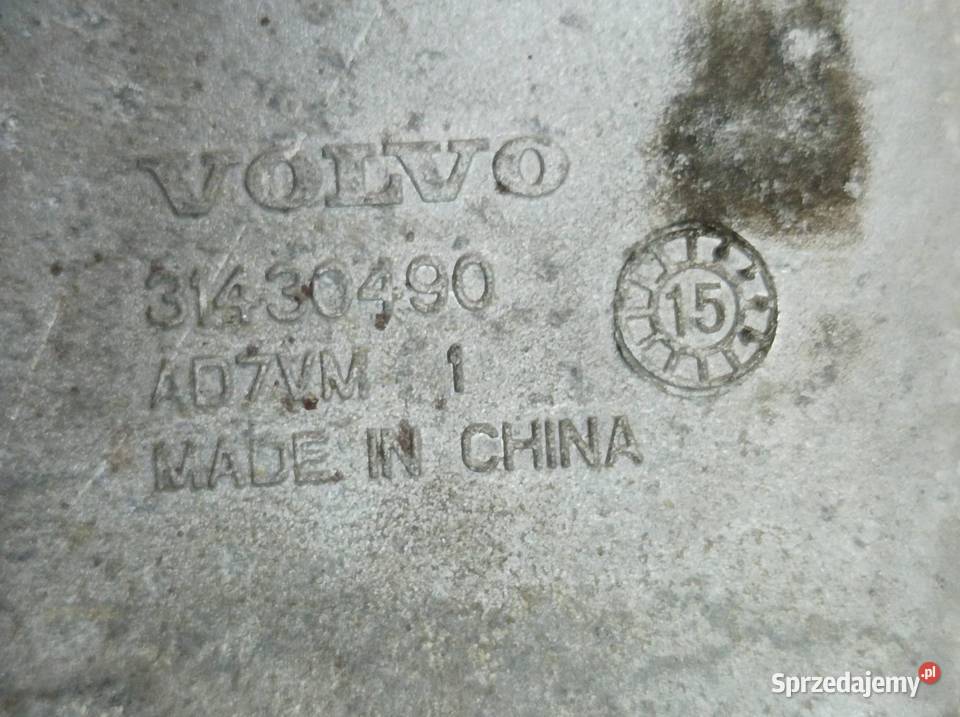 VOLVO
31430490
15
AD7VM 1
MADE IN CHINA
Sprzedajemy.pl